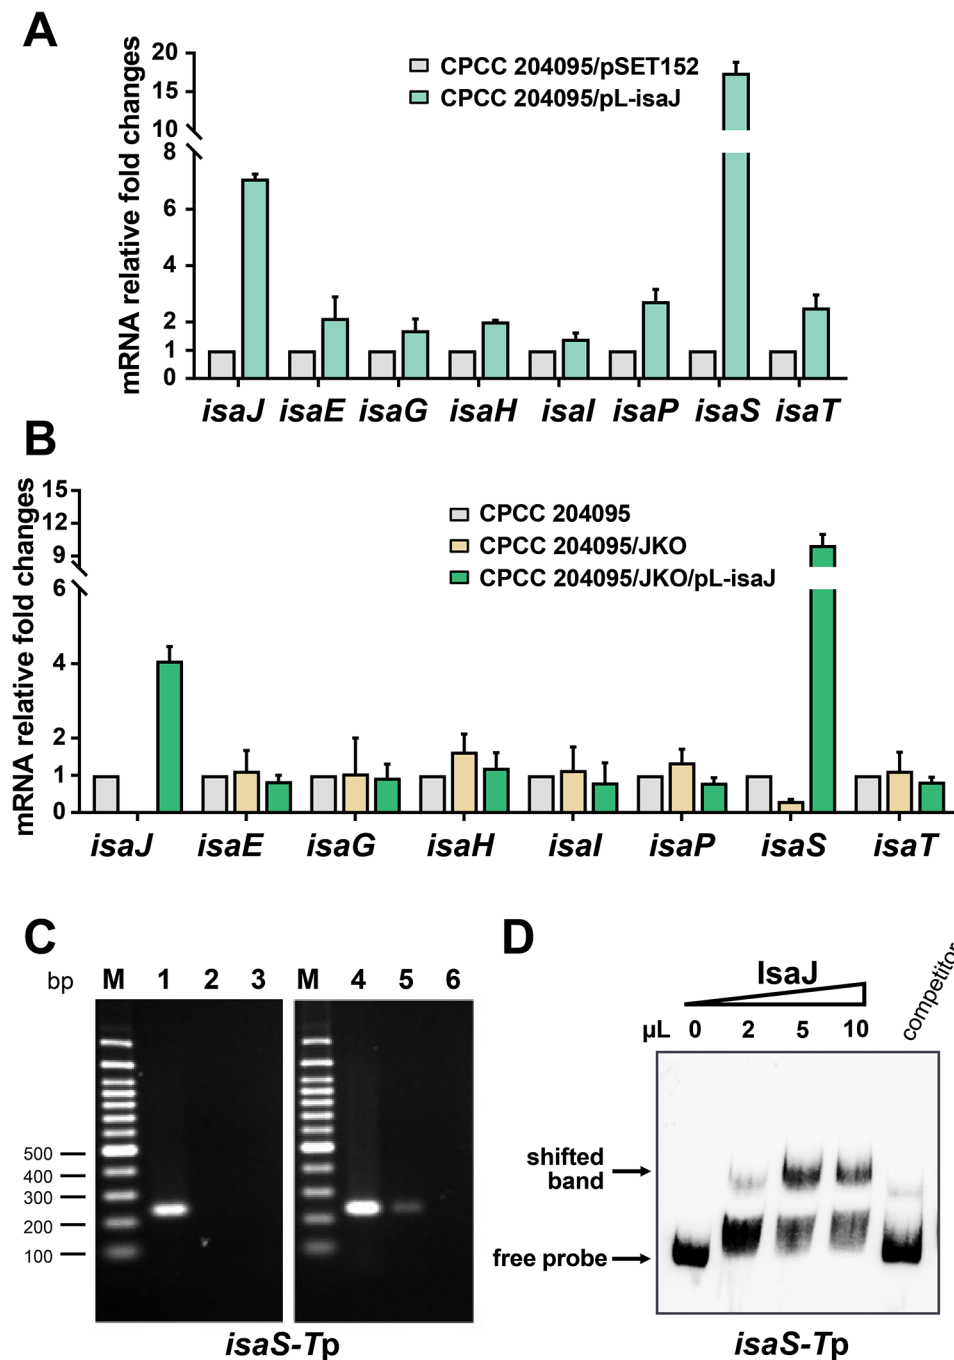 A
mRNA relative fold changes
20
15
10
8
6
4
2
1
0
CPCC 204095/pSET152
CPCC 204095/pL-isaJ
isaJ isaE isaG isaH isaI isaP isaS isaT
B
mRNA relative fold changes
15
12
9
6
4
2
1
0
CPCC 204095
CPCC 204095/JKO
CPCC 204095/JKO/pL-isaJ
isaJ isaE isaG isaH isaI isaP isaS isaT
C
bp M 1 2 3 M 4 5 6
500
400
300
200
100
isaS-Tp
D
IsaJ
µL 0 2 5 10 competitor
shifted
band
free probe
isaS-Tp